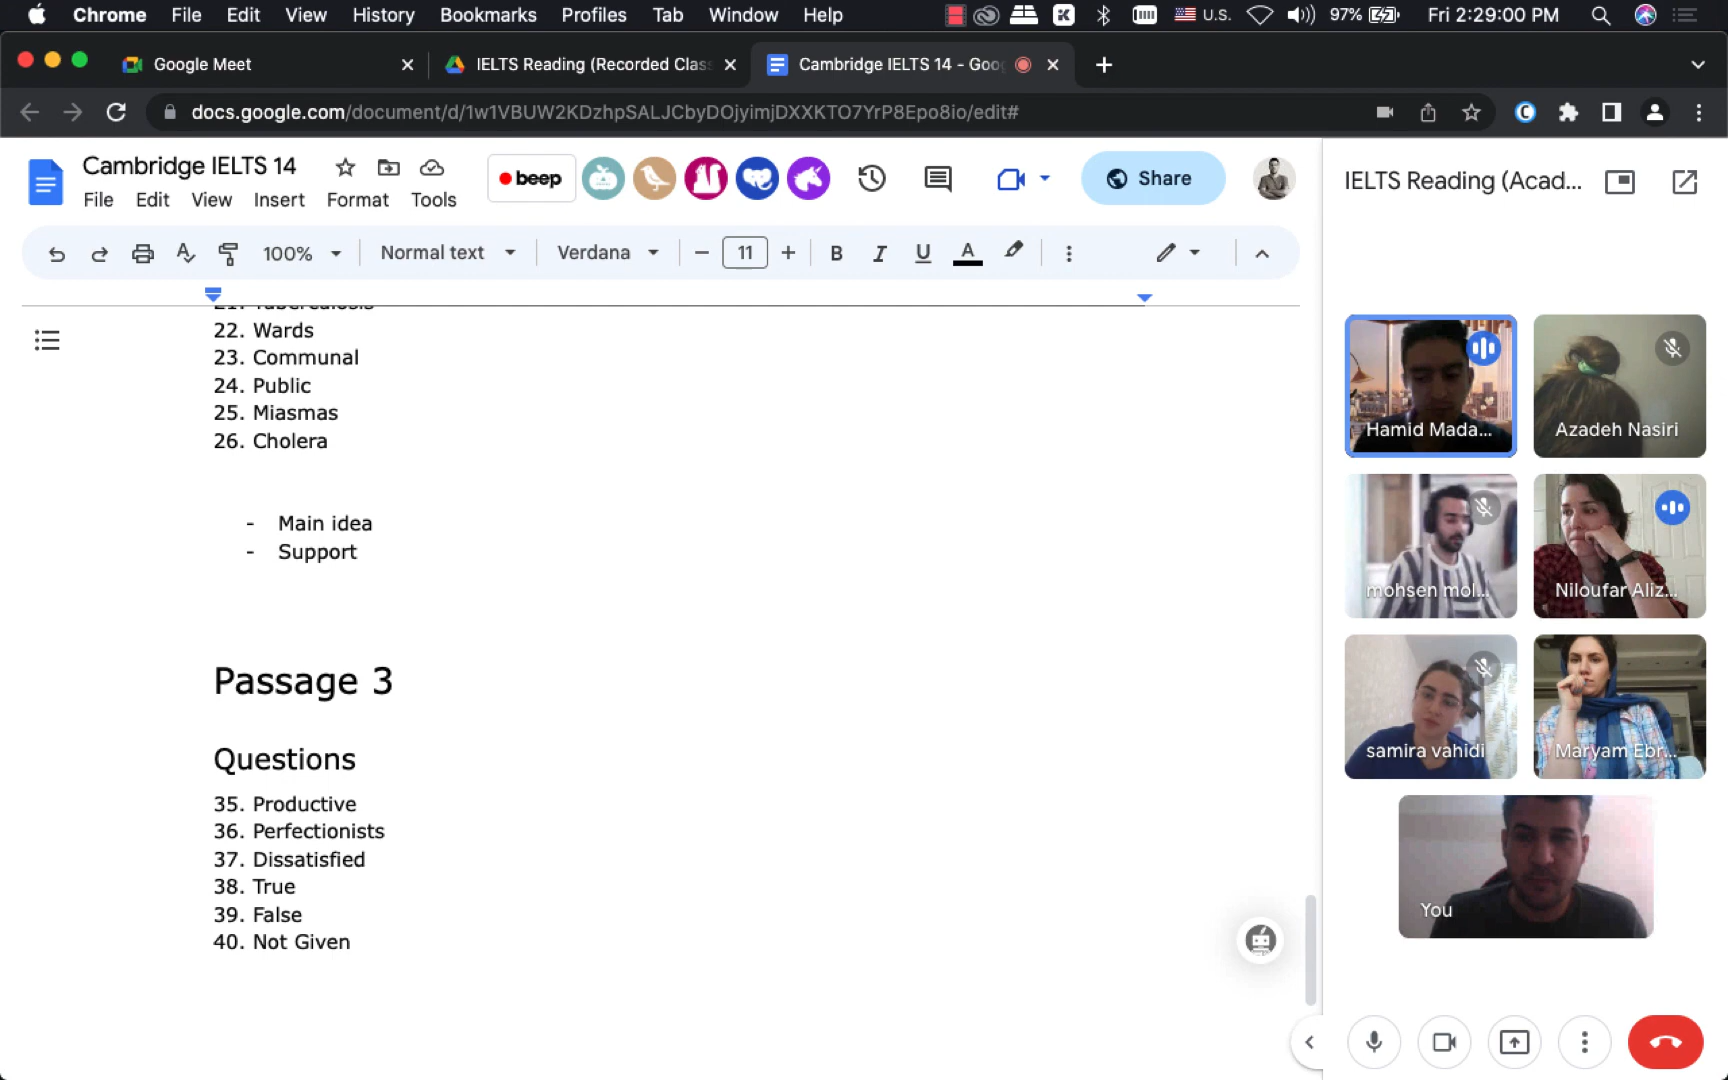 Chrome File Edit View History Bookmarks Profiles Tab Window Help U.S. 97% Fri 2:29:00 PM
Google Meet IELTS Reading (Recorded Clas Cambridge IELTS 14 - Goo
docs.google.com/document/d/1w1VBUW2KDzhpSALJCbyDOjyimjDXXKTO7YrP8Epo8io/edit#
Cambridge IELTS 14
File Edit View Insert Format Tools
beep
Share
IELTS Reading (Acad...
100% Normal text Verdana 11 B I U A
21. Tuberculosis
22. Wards
23. Communal
24. Public
25. Miasmas
26. Cholera
- Main idea
- Support
Passage 3
Questions
35. Productive
36. Perfectionists
37. Dissatisfied
38. True
39. False
40. Not Given
Hamid Mada...
Azadeh Nasiri
mohsen mol...
Niloufar Aliz...
samira vahidi
Maryam Ebr...
You